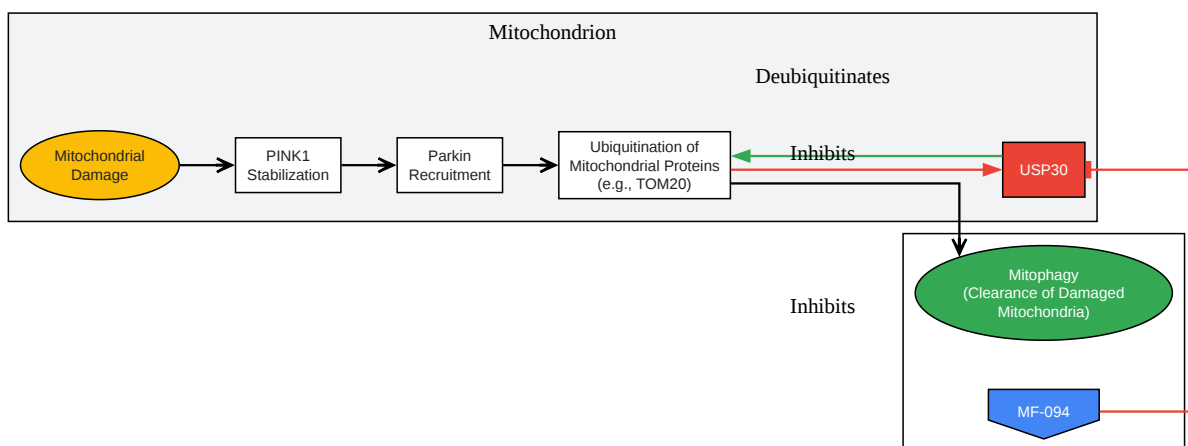 Mitochondrion
Deubiquitinates
Mitochondrial
Damage
PINK1
Stabilization
Parkin
Recruitment
Ubiquitination of
Mitochondrial Proteins
(e.g., TOM20)
Inhibits
USP30
Mitophagy
(Clearance of Damaged
Mitochondria)
Inhibits
MF-094